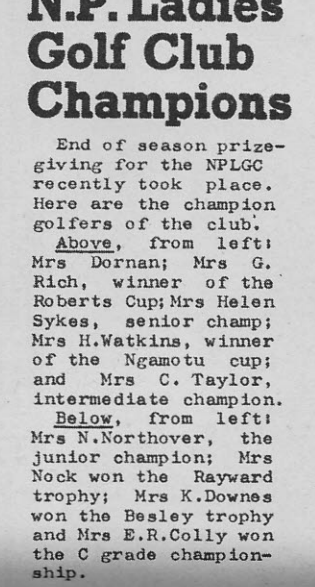 N.P. Ladies
Golf Club
Champions
End of season prize-
giving for the NPLGC
recently took place.
Here are the champion
golfers of the club.
Above, from left:
Mrs Dornan; Mrs G.
Rich, winner of the
Roberts Cup; Mrs Helen
Sykes, senior champ;
Mrs H.Watkins, winner
of the Ngamotu cup;
and Mrs C. Taylor,
intermediate champion.
Below, from left:
Mrs N.Northover, the
junior champion; Mrs
Nock won the Rayward
trophy; Mrs K.Downes
won the Besley trophy
and Mrs E.R.Colly won
the C grade champion-
ship.